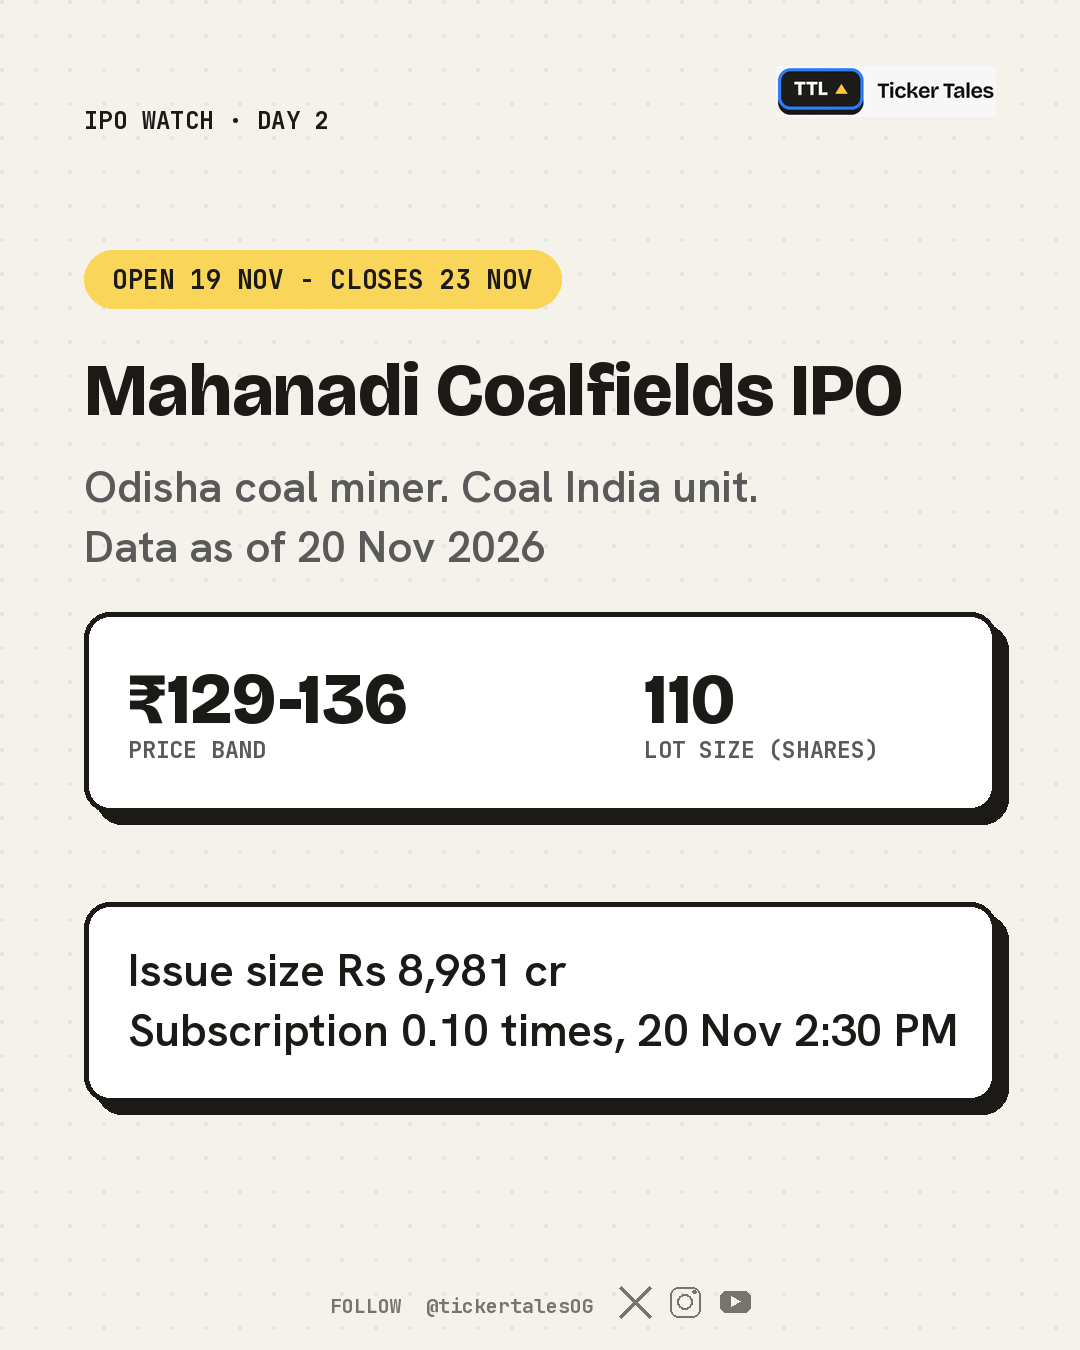 IPO WATCH · DAY 2
TTL ▲ Ticker Tales
OPEN 19 NOV - CLOSES 23 NOV
Mahanadi Coalfields IPO
Odisha coal miner. Coal India unit.
Data as of 20 Nov 2026
₹129-136 110
PRICE BAND LOT SIZE (SHARES)
Issue size Rs 8,981 cr
Subscription 0.10 times, 20 Nov 2:30 PM
FOLLOW @tickertalesOG